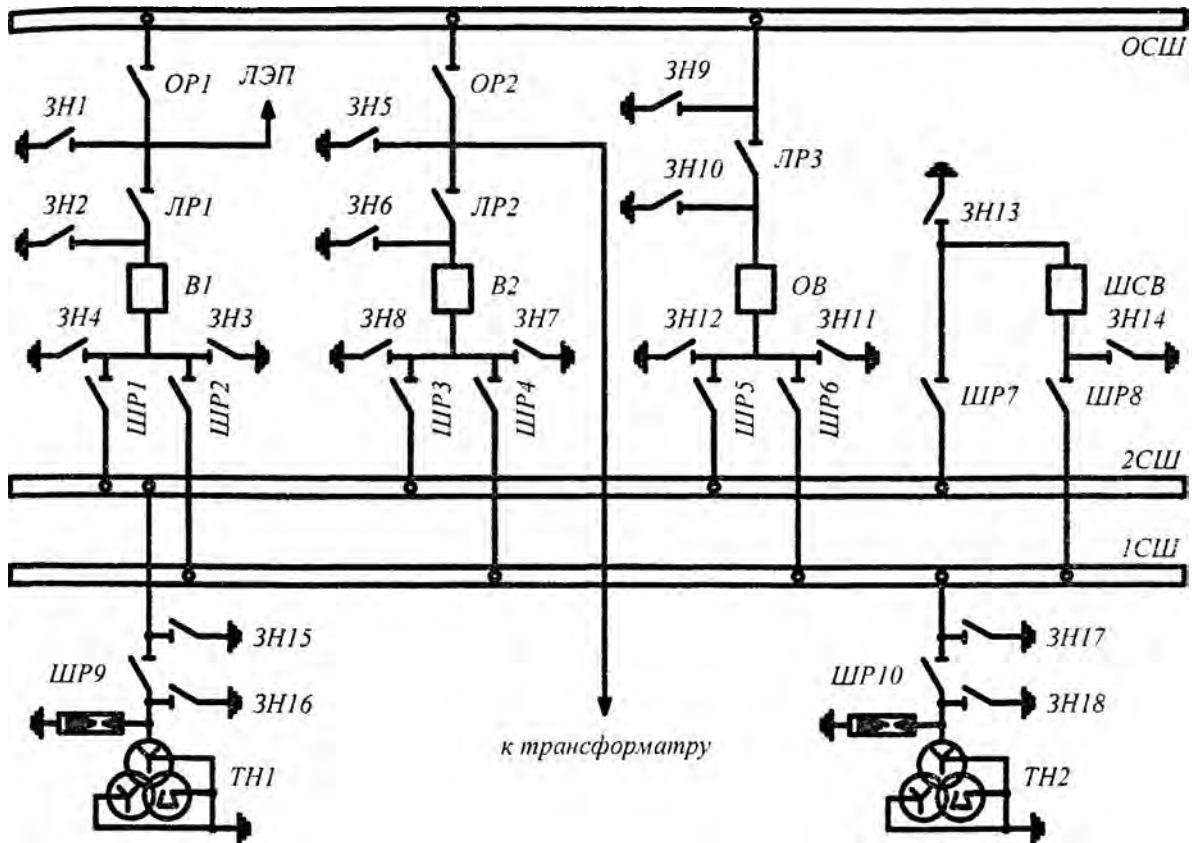 ОСШ
ОР1
ЛЭП
ОР2
ЗН9
ЗН1
ЗН5
ЗН10
ЛР3
ЗН2
ЛР1
ЗН6
ЛР2
ЗН13
В1
В2
ОВ
ШСВ
ЗН4
ЗН3
ЗН8
ЗН7
ЗН12
ЗН11
ЗН14
ШР1
ШР2
ШР3
ШР4
ШР5
ШР6
ШР7
ШР8
2СШ
1СШ
ЗН15
ЗН17
ШР9
ШР10
ЗН16
ЗН18
к трансформатру
ТН1
ТН2